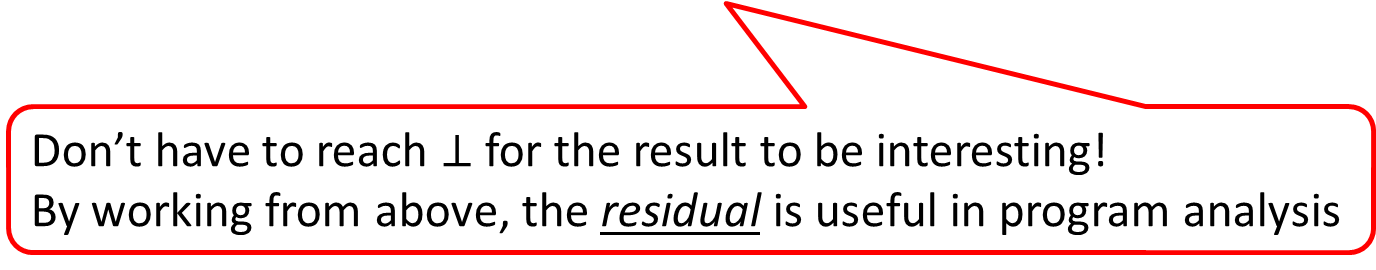 Don’t have to reach ⊥ for the result to be interesting!
By working from above, the residual is useful in program analysis